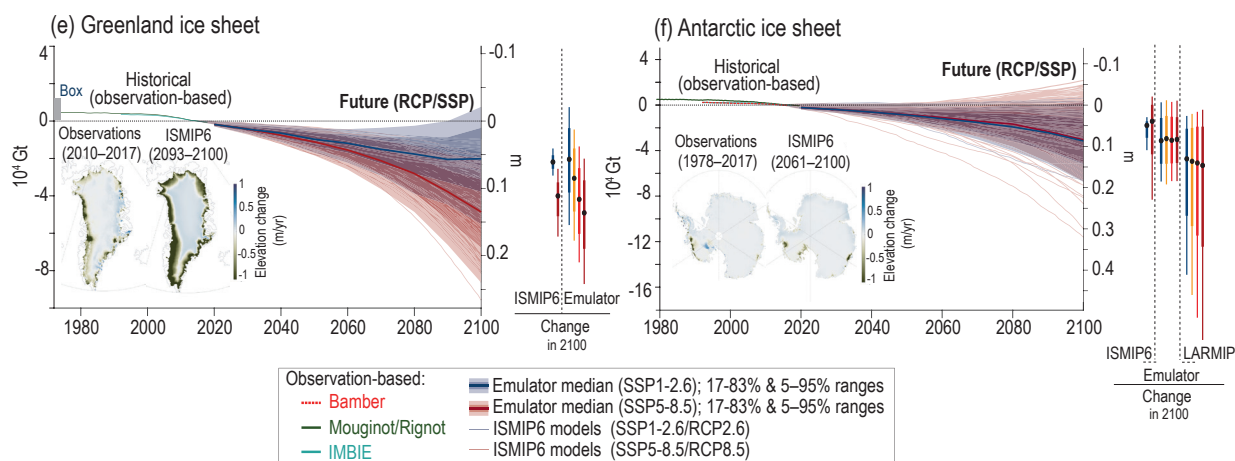 (e) Greenland ice sheet
4
2
0
-2
-4
-6
-8
10⁴ Gt
Box
Historical
(observation-based)
Future (RCP/SSP)
Observations
(2010–2017)
ISMIP6
(2093–2100)
1
0.5
0
-0.5
-1
Elevation change
(m/yr)
-0.1
0
0.1
0.2
m
1980
2000
2020
2040
2060
2080
2100
ISMIP6
Emulator
Change
in 2100
(f) Antarctic ice sheet
4
2
0
-2
-4
-6
-8
-12
-16
10⁴ Gt
Historical
(observation-based)
Future (RCP/SSP)
Observations
(1978–2017)
ISMIP6
(2061–2100)
1
0.5
0
-0.5
-1
Elevation change
(m/yr)
-0.1
0
0.1
0.2
0.3
0.4
m
1980
2000
2020
2040
2060
2080
2100
ISMIP6
LARMIP
Emulator
Change
in 2100
Observation-based:
Bamber
Mouginot/Rignot
IMBIE
Emulator median (SSP1-2.6); 17-83% & 5–95% ranges
Emulator median (SSP5-8.5); 17-83% & 5–95% ranges
ISMIP6 models (SSP1-2.6/RCP2.6)
ISMIP6 models (SSP5-8.5/RCP8.5)